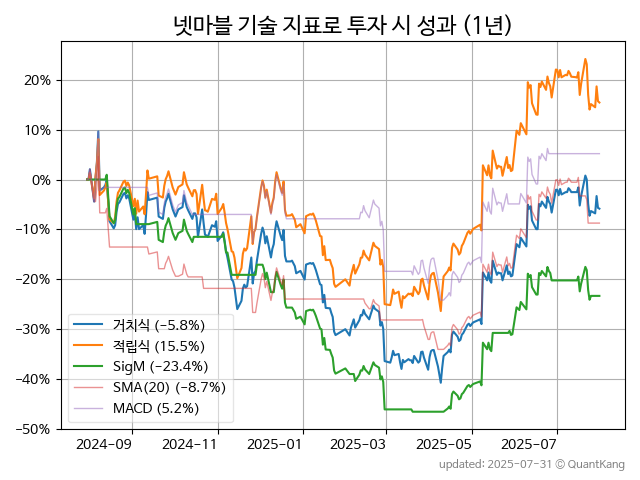 넷마블 기술 지표로 투자 시 성과 (1년)
20%
10%
0%
−10%
−20%
−30%
−40%
−50%
거치식 (−5.8%)
적립식 (15.5%)
SigM (−23.4%)
SMA(20) (−8.7%)
MACD (5.2%)
2024-09 2024-11 2025-01 2025-03 2025-05 2025-07
updated: 2025-07-31 © QuantKang